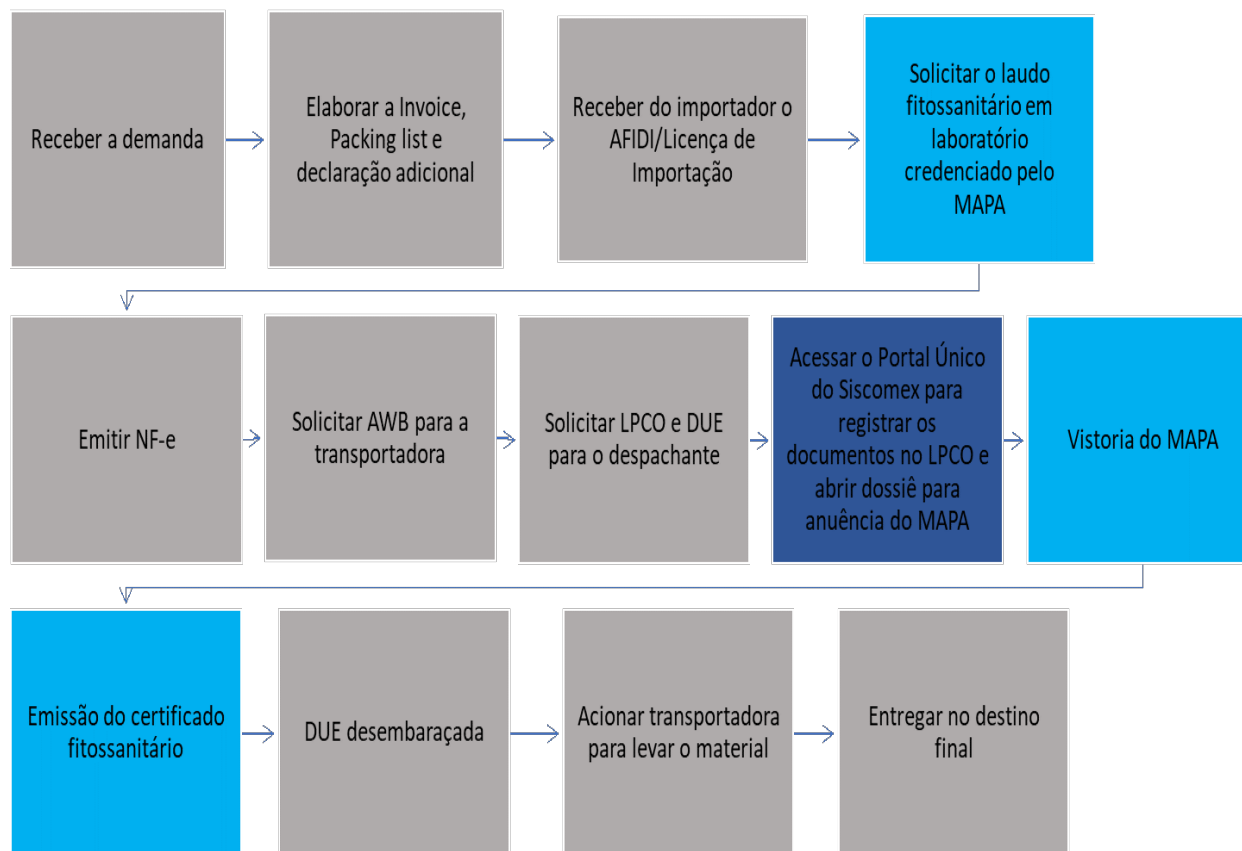 Receber a demanda
Elaborar a Invoice,
Packing list e
declaração adicional
Receber do importador o
AFIDI/Licença de
Importação
Solicitar o laudo
fitossanitário em
laboratório
credenciado pelo
MAPA
Emitir NF-e
Solicitar AWB para a
transportadora
Solicitar LPCO e DUE
para o despachante
Acessar o Portal Único
do Siscomex para
registrar os
documentos no LPCO e
abrir dossiê para
anuência do MAPA
Vistoria do MAPA
Emissão do certificado
fitossanitário
DUE desembaraçada
Acionar transportadora
para levar o material
Entregar no destino
final